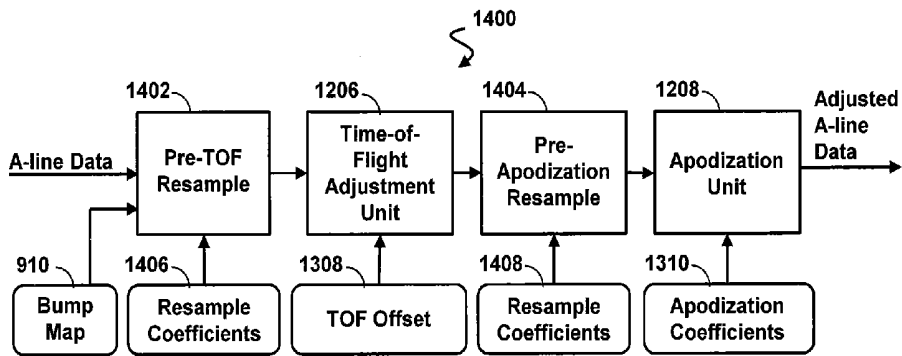 1400
1402
1206
1404
1208
A-line Data
Pre-TOF
Resample
Time-of-
Flight
Adjustment
Unit
Pre-
Apodization
Resample
Apodization
Unit
Adjusted
A-line
Data
910
1406
1308
1408
1310
Bump
Map
Resample
Coefficients
TOF Offset
Resample
Coefficients
Apodization
Coefficients